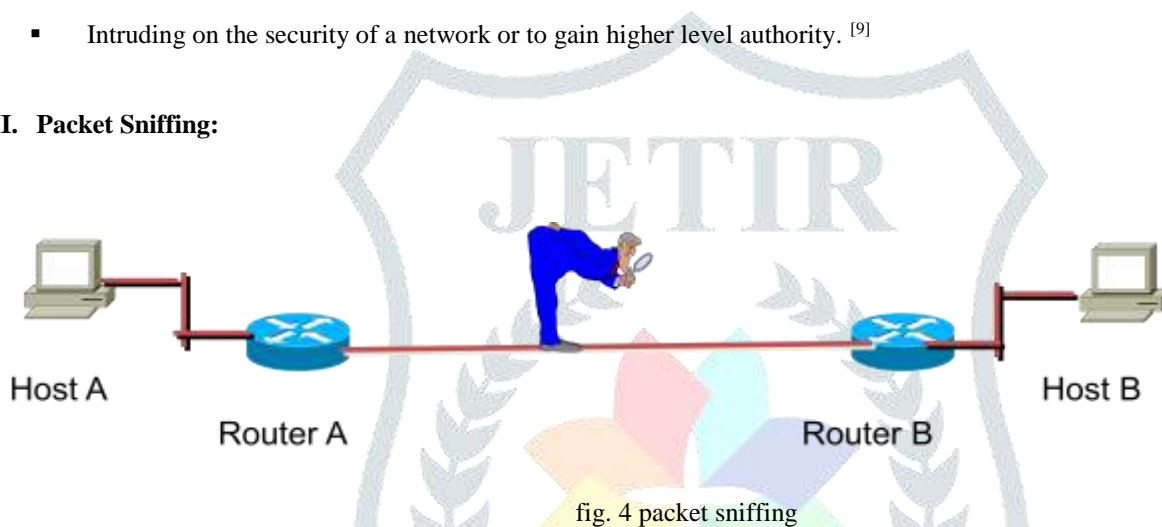 ▪ Intruding on the security of a network or to gain higher level authority. [9]
I. Packet Sniffing:
JETIR
Host A
Host B
Router A
Router B
fig. 4 packet sniffing